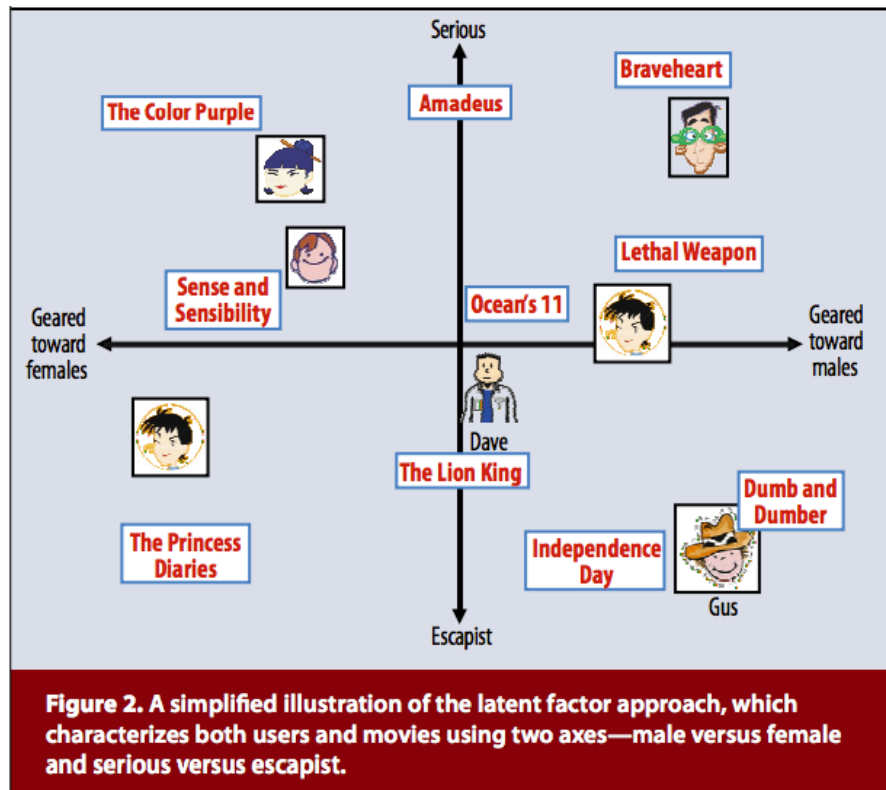 Serious
Braveheart
Amadeus
The Color Purple
Lethal Weapon
Sense and
Sensibility
Ocean's 11
Geared
toward
females
Geared
toward
males
Dave
The Lion King
Dumb and
Dumber
The Princess
Diaries
Independence
Day
Gus
Escapist
Figure 2. A simplified illustration of the latent factor approach, which
characterizes both users and movies using two axes—male versus female
and serious versus escapist.